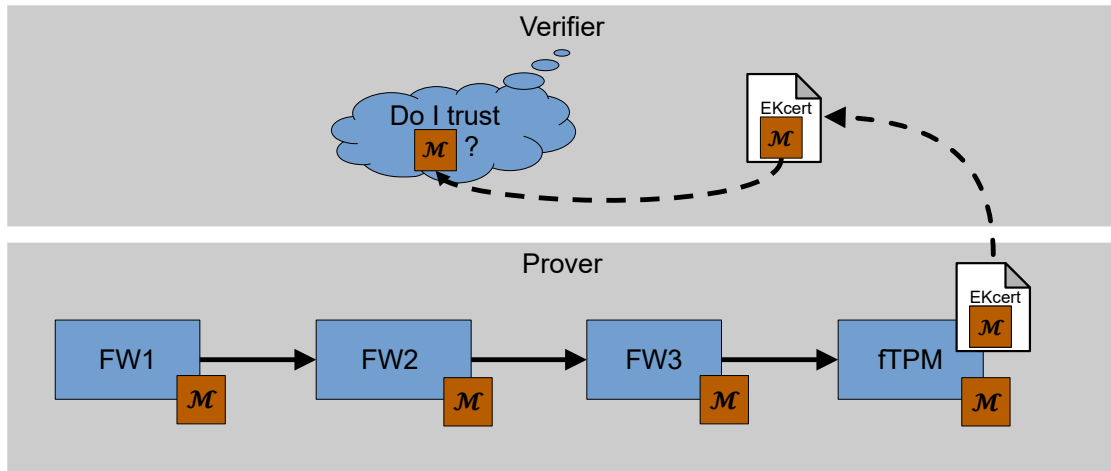 Verifier
Do I trust
ℳ ?
EKcert
ℳ
Prover
EKcert
ℳ
FW1
ℳ
FW2
ℳ
FW3
ℳ
fTPM
ℳ